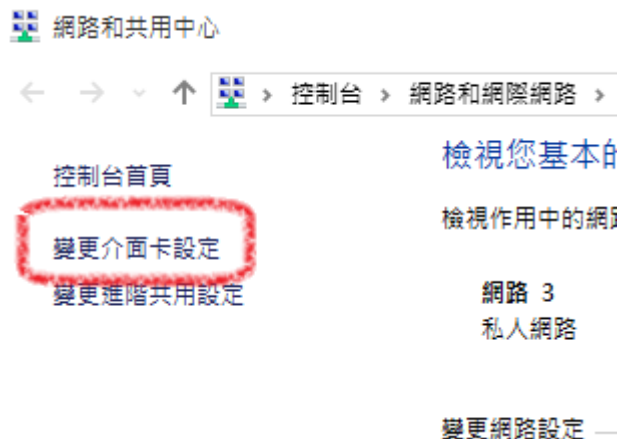 網路和共用中心
控制台 > 網路和網際網路 >
控制台首頁
變更介面卡設定
變更進階共用設定
檢視您基本的
檢視作用中的網路
網路 3
私人網路
變更網路設定